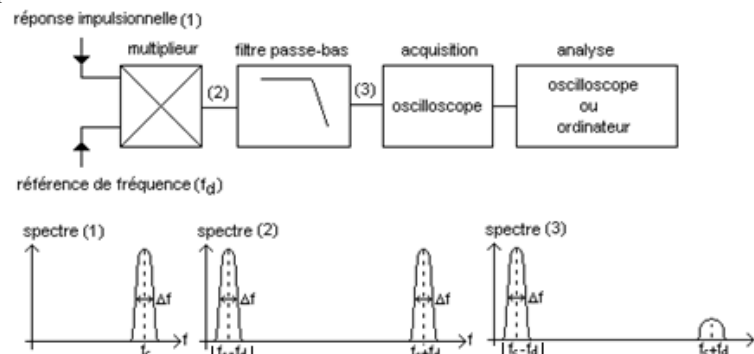 réponse impulsionnelle (1)
multiplieur
filtre passe-bas
acquisition
analyse
(2)
(3)
oscilloscope
oscilloscope
ou
ordinateur
référence de fréquence (fd)
spectre (1)
spectre (2)
spectre (3)
Δf
Δf
Δf
Δf
f
f
fc
|fc-fd|
fc+fd
|fc-fd|
fc+fd